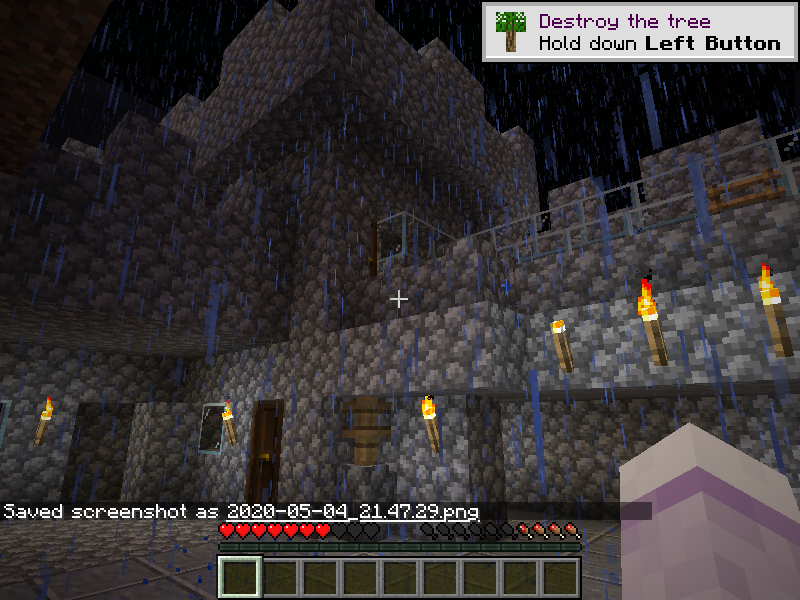 Destroy the tree
Hold down Left Button
Saved screenshot as 2020-05-04_21.47.29.png